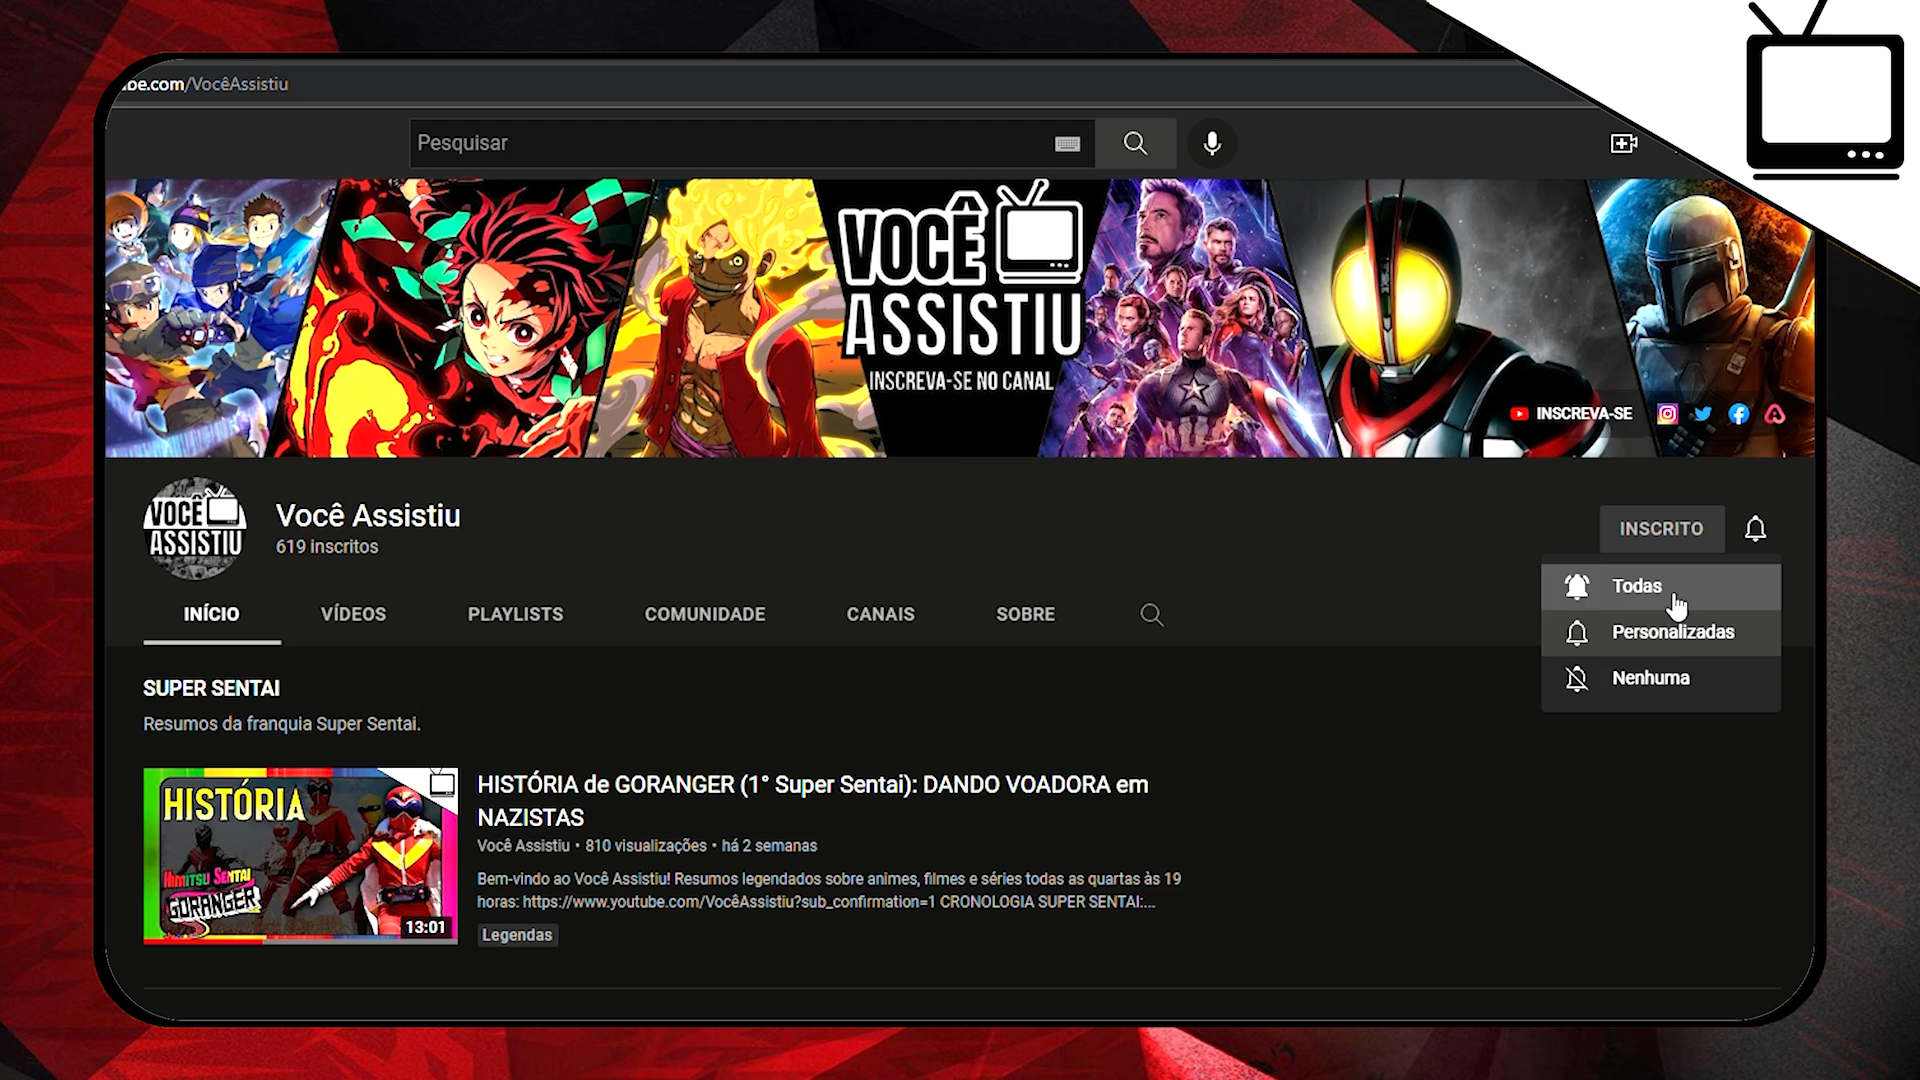 be.com/VocêAssistiu
Pesquisar
VOCÊ
ASSISTIU
INSCREVA-SE NO CANAL
INSCREVA-SE
VOCÊ
ASSISTIU
Você Assistiu
619 inscritos
INSCRITO
Todas
Personalizadas
Nenhuma
INÍCIO
VÍDEOS
PLAYLISTS
COMUNIDADE
CANAIS
SOBRE
SUPER SENTAI
Resumos da franquia Super Sentai.
HISTÓRIA
HIMITSU SENTAI
GORANGER
13:01
HISTÓRIA de GORANGER (1° Super Sentai): DANDO VOADORA em
NAZISTAS
Você Assistiu • 810 visualizações • há 2 semanas
Bem-vindo ao Você Assistiu! Resumos legendados sobre animes, filmes e séries todas as quartas às 19
horas: https://www.youtube.com/VocêAssistiu?sub_confirmation=1 CRONOLOGIA SUPER SENTAI:...
Legendas